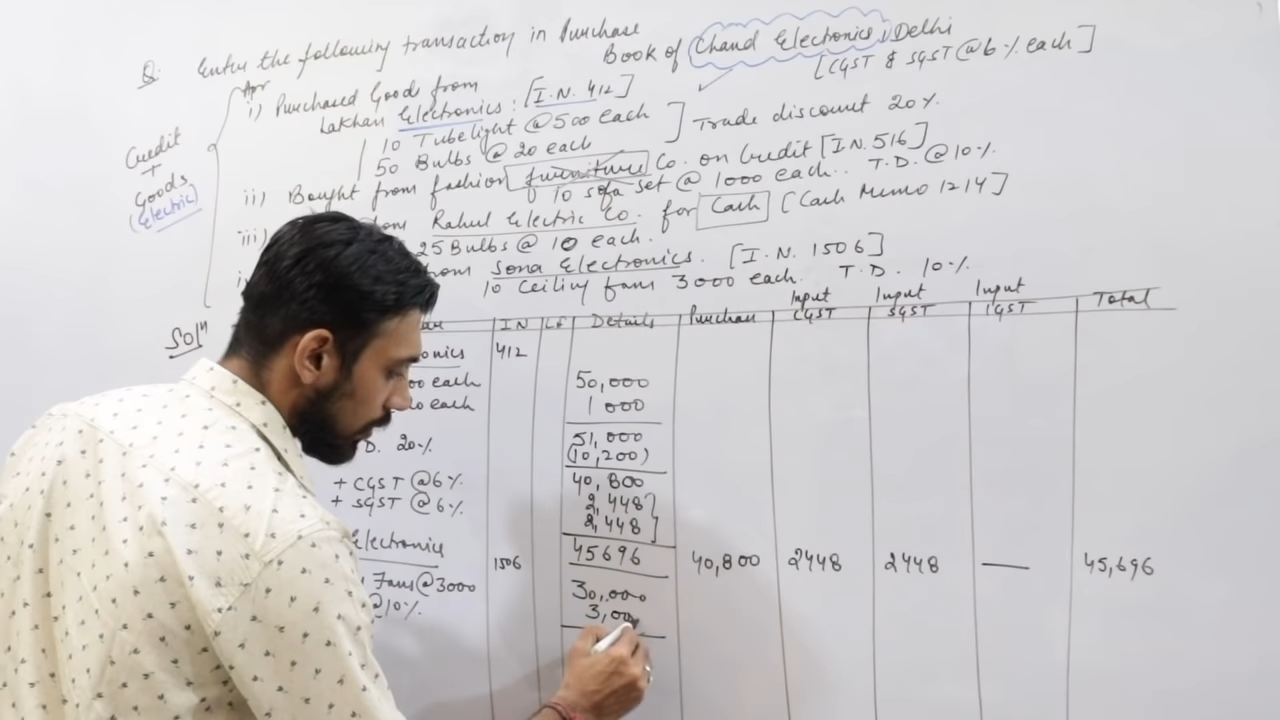 Q. Enter the following transaction in Purchase
Book of Chand Electronics, Delhi
[CGST & SGST @ 6% each]
Apr
i) Purchased Good from
Lakhan Electronics : [I.N. 412]
10 Tubelight @ 500 each
50 Bulbs @ 20 each
] Trade discount 20%
ii) Bought from fashion furniture Co. on Credit [IN. 516]
10 sofa set @ 1000 each.. T.D. @ 10%
iii) Rahul Electric Co. for Cash [Cash Memo 1214]
25 Bulbs @ 10 each.
from Sona Electronics. [I.N. 1506]
10 Ceiling fans 3000 each. T.D. 10%
Credit
+
Goods
(Electric)
Sol"
IN LF Details Purchase Input CGST Input SGST Input IGST Total
onics 412
00 each 50,000
20 each 1000
51,000
D. 20% (10,200)
40,800
+ CGST @ 6% 2,448]
+ SGST @ 6% 2,448]
Electronics 1506 45696 40,800 2448 2448 — 45,696
Fans @ 3000 30,000
@ 10% 3,000